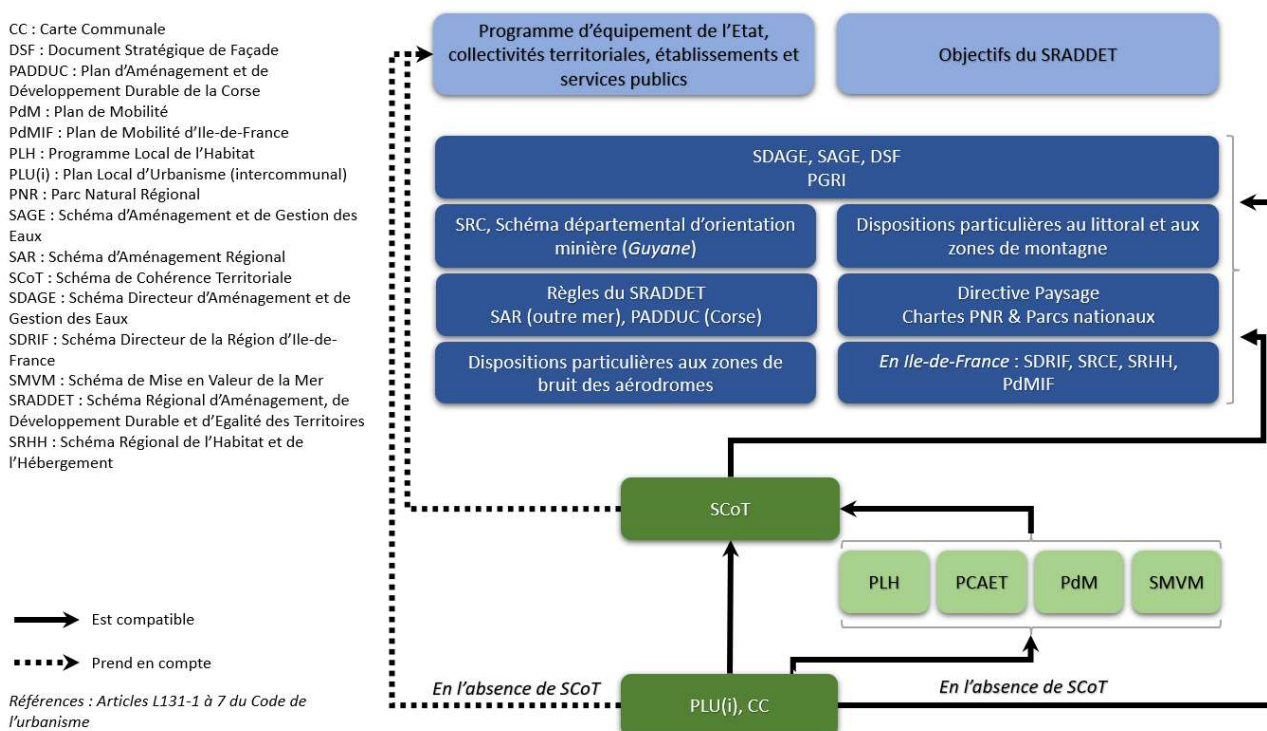 CC : Carte Communale
DSF : Document Stratégique de Façade
PADDUC : Plan d’Aménagement et de
Développement Durable de la Corse
PdM : Plan de Mobilité
PdMIF : Plan de Mobilité d’Ile-de-France
PLH : Programme Local de l’Habitat
PLU(i) : Plan Local d’Urbanisme (intercommunal)
PNR : Parc Natural Régional
SAGE : Schéma d’Aménagement et de Gestion des
Eaux
SAR : Schéma d’Aménagement Régional
SCoT : Schéma de Cohérence Territoriale
SDAGE : Schéma Directeur d’Aménagement et de
Gestion des Eaux
SDRIF : Schéma Directeur de la Région d’Ile-de-
France
SMVM : Schéma de Mise en Valeur de la Mer
SRADDET : Schéma Régional d’Aménagement, de
Développement Durable et d’Egalité des Territoires
SRHH : Schéma Régional de l’Habitat et de
l’Hébergement
Est compatible
Prend en compte
Références : Articles L131-1 à 7 du Code de
l’urbanisme
Programme d’équipement de l’Etat,
collectivités territoriales, établissements et
services publics
Objectifs du SRADDET
SDAGE, SAGE, DSF
PGRI
SRC, Schéma départemental d’orientation
minière (Guyane)
Dispositions particulières au littoral et aux
zones de montagne
Règles du SRADDET
SAR (outre mer), PADDUC (Corse)
Directive Paysage
Chartes PNR & Parcs nationaux
Dispositions particulières aux zones de
bruit des aérodromes
En Ile-de-France : SDRIF, SRCE, SRHH,
PdMIF
SCoT
PLH
PCAET
PdM
SMVM
En l’absence de SCoT
PLU(i), CC
En l’absence de SCoT